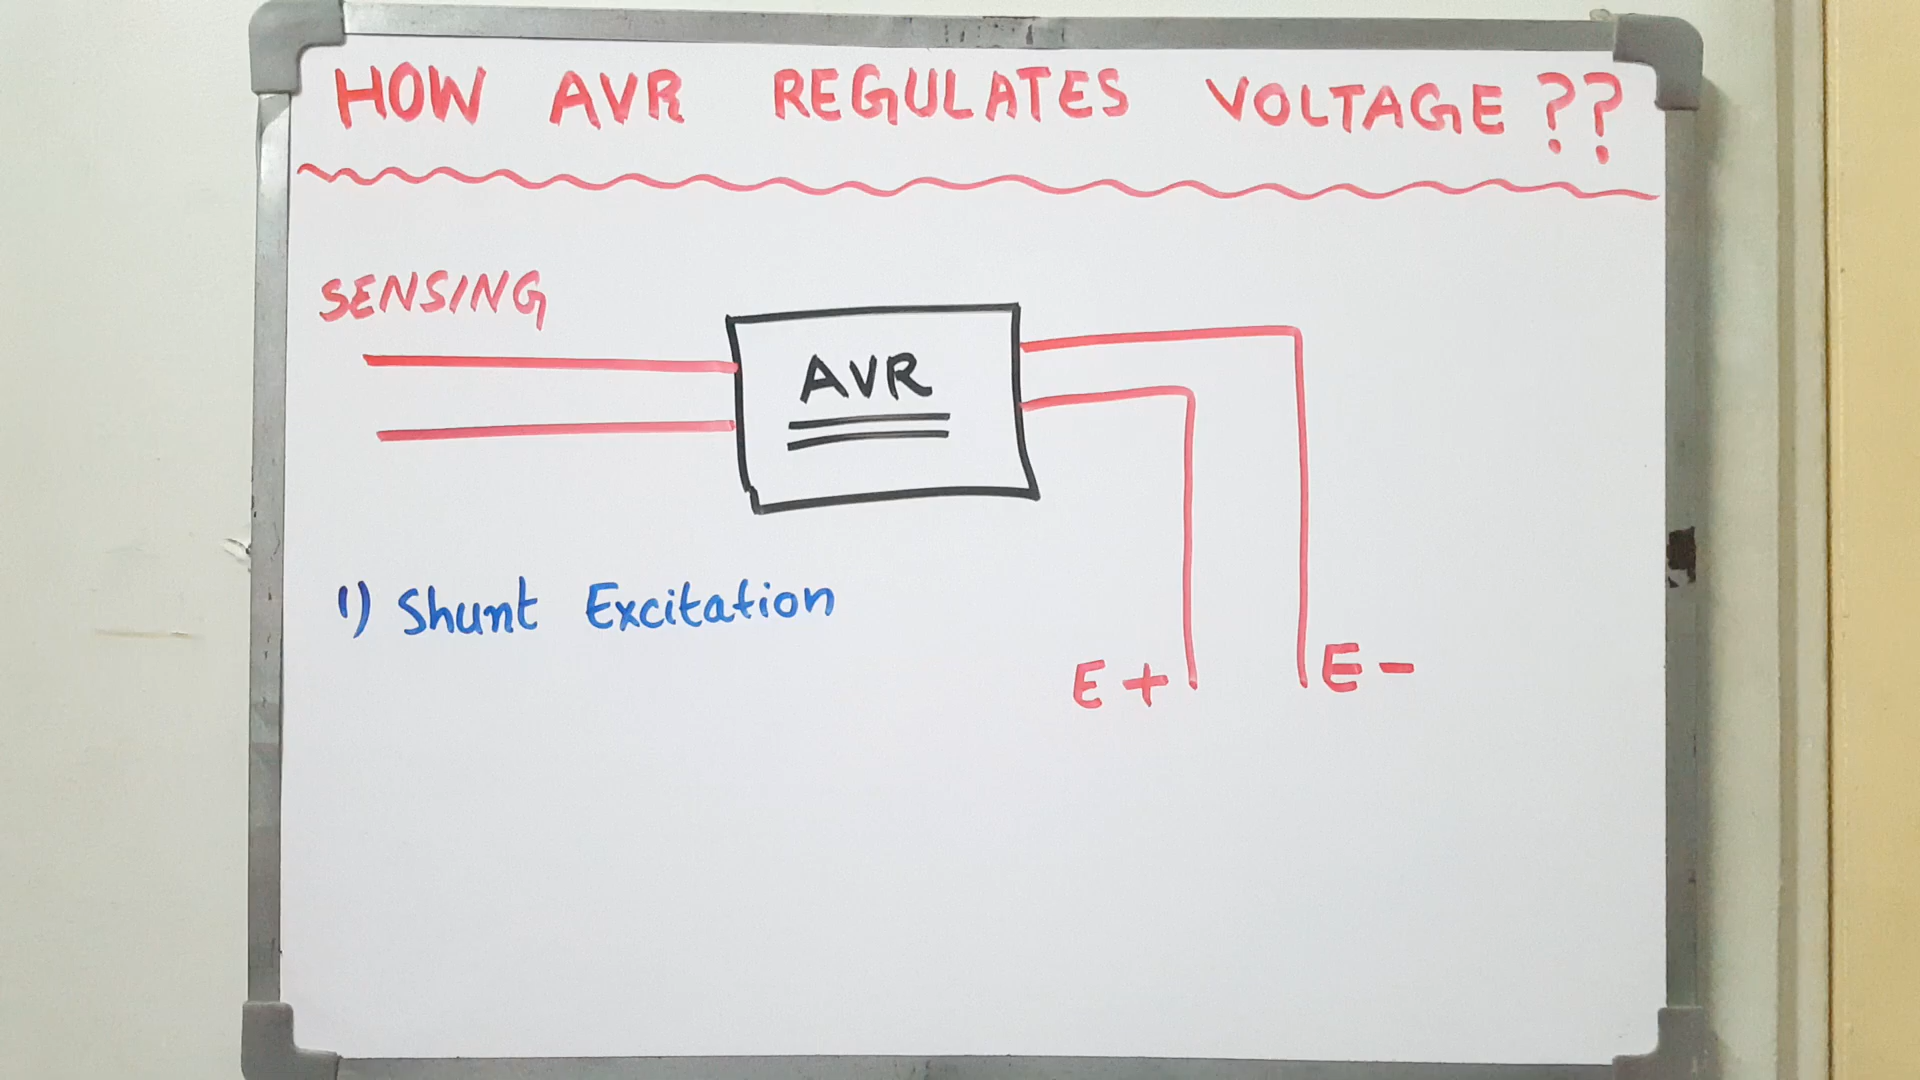 HOW AVR REGULATES VOLTAGE ??
SENSING
AVR
1) Shunt Excitation
E +
E -